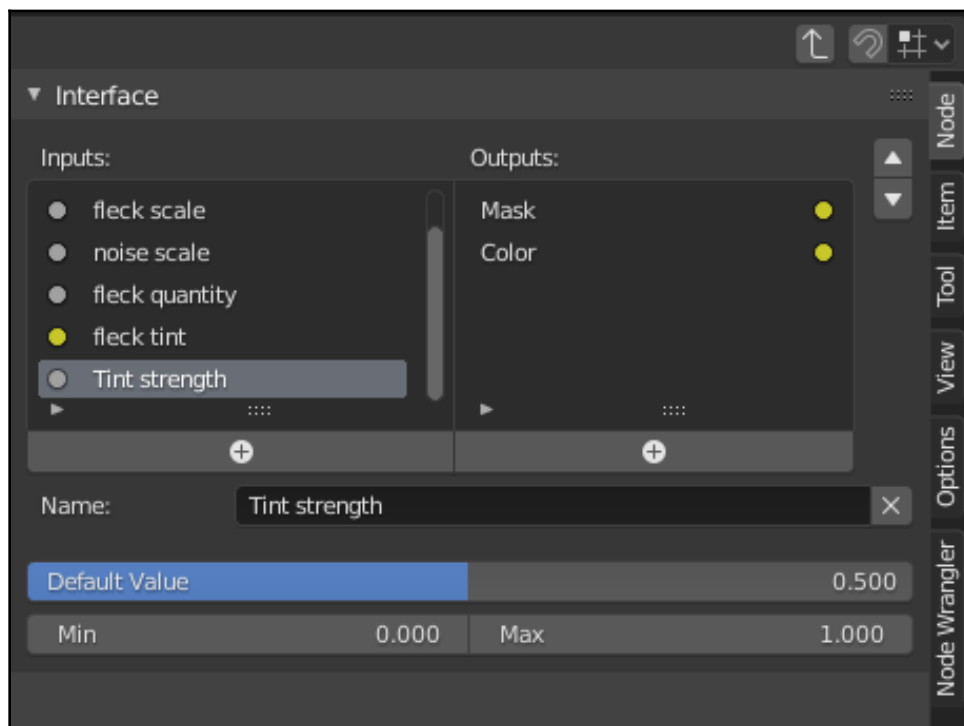 Interface
Inputs:
Outputs:
fleck scale
noise scale
fleck quantity
fleck tint
Tint strength
Mask
Color
Name:
Tint strength
Default Value 0.500
Min 0.000
Max 1.000
Node
Item
Tool
View
Options
Node Wrangler